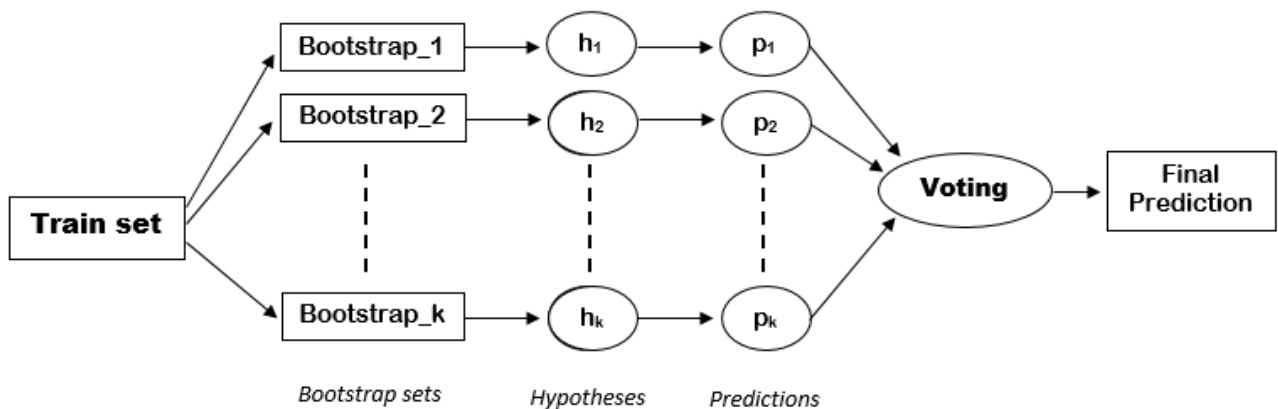 Bootstrap_1
h₁
p₁
Bootstrap_2
h₂
p₂
Train set
Voting
Final
Prediction
Bootstrap_k
hₖ
pₖ
Bootstrap sets
Hypotheses
Predictions